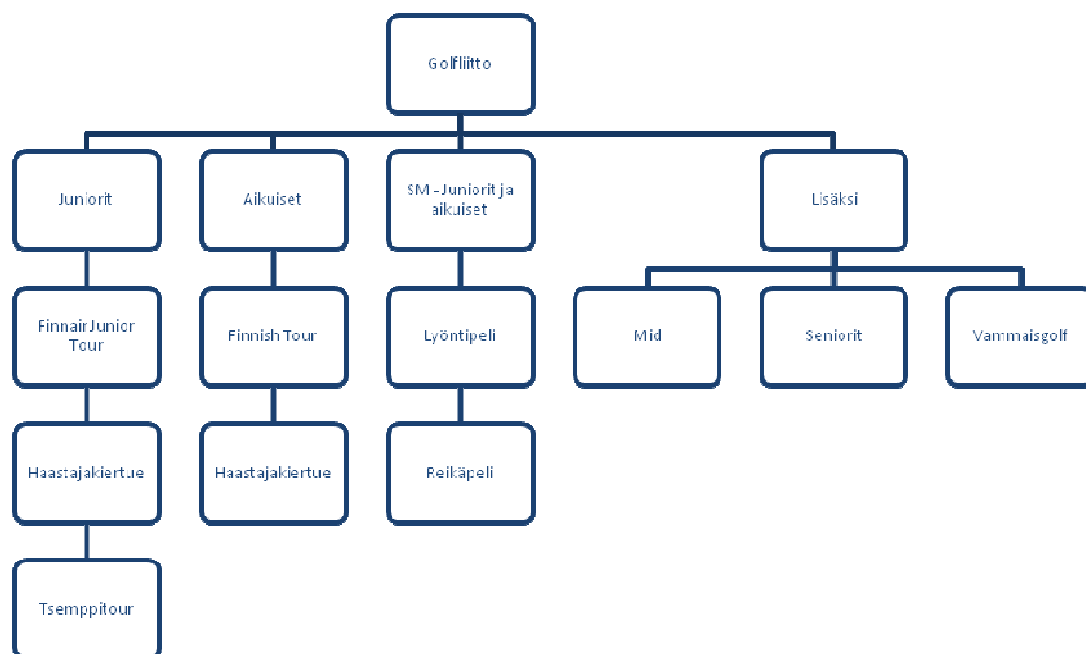 Golfliitto
Juniorit
Aikuiset
SM -Juniorit ja
aikuiset
Lisäksi
Finnair Junior
Tour
Finnish Tour
Lyöntipeli
Mid
Seniorit
Vammaisgolf
Haastajakiertue
Haastajakiertue
Reikäpeli
Tsemppitour